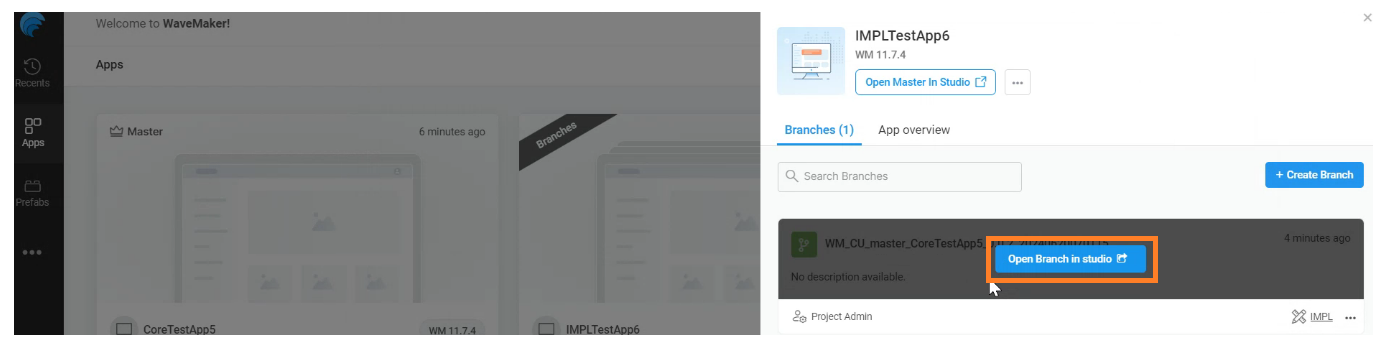 Welcome to WaveMaker!
Recents
Apps
Prefabs
Apps
Master
6 minutes ago
CoreTestApp5
WM 11.7.4
Branches
IMPLTestApp6
IMPLTestApp6
WM 11.7.4
Open Master In Studio
Branches (1)
App overview
Search Branches
+ Create Branch
WM_CU_master_CoreTestApp5
4 minutes ago
Open Branch in studio
No description available.
Project Admin
IMPL